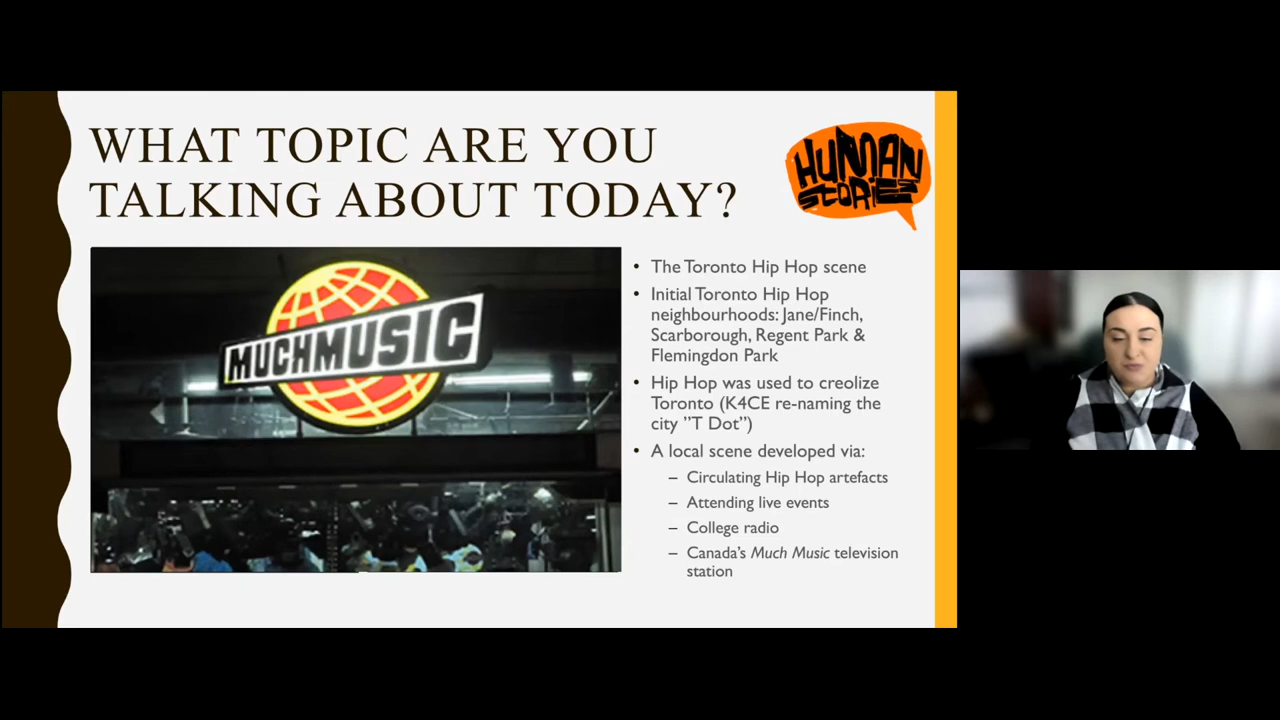 WHAT TOPIC ARE YOU
TALKING ABOUT TODAY?
HUMAN
STORIES
MUCHMUSIC
• The Toronto Hip Hop scene
• Initial Toronto Hip Hop
neighbourhoods: Jane/Finch,
Scarborough, Regent Park &
Flemingdon Park
• Hip Hop was used to creolize
Toronto (K4CE re-naming the
city ”T Dot”)
• A local scene developed via:
– Circulating Hip Hop artefacts
– Attending live events
– College radio
– Canada’s Much Music television
station